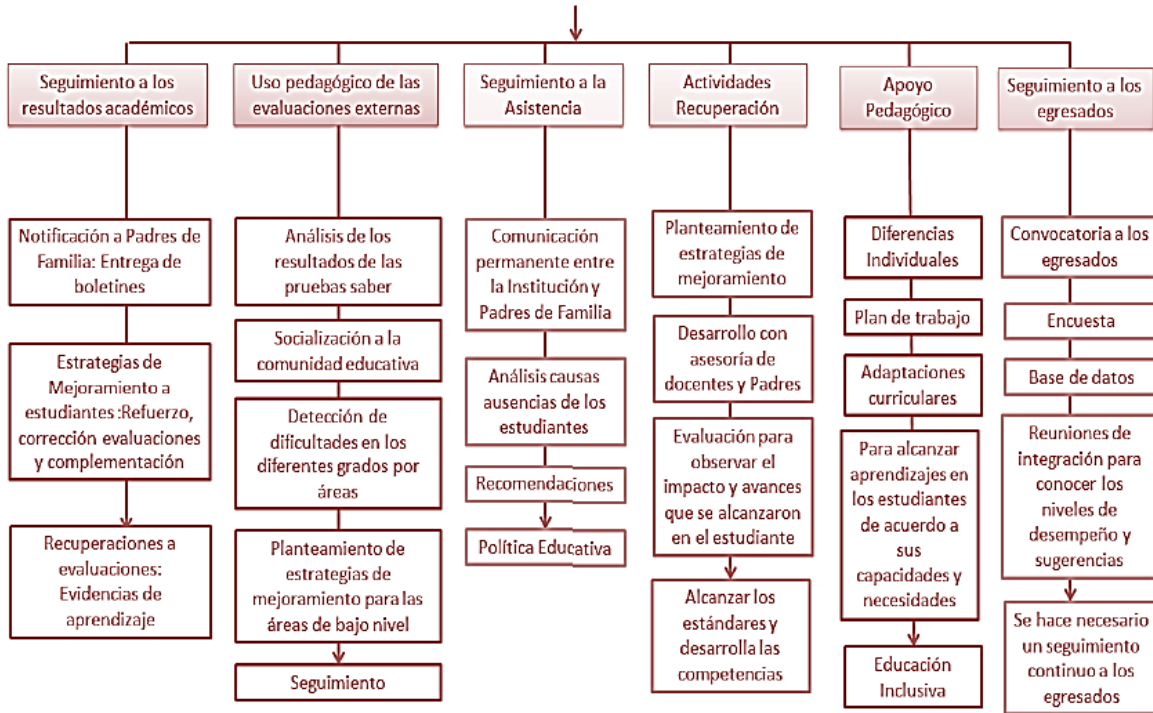 Seguimiento a los
resultados académicos
Uso pedagógico de las
evaluaciones externas
Seguimiento a la
Asistencia
Actividades
Recuperación
Apoyo
Pedagógico
Seguimiento a los
egresados
Notificación a Padres de
Familia: Entrega de
boletines
Estrategias de
Mejoramiento a
estudiantes :Refuerzo,
corrección evaluaciones
y complementación
Recuperaciones a
evaluaciones:
Evidencias de
aprendizaje
Análisis de los
resultados de las
pruebas saber
Socialización a la
comunidad educativa
Detección de
dificultades en los
diferentes grados por
áreas
Planteamiento de
estrategias de
mejoramiento para las
áreas de bajo nivel
Seguimiento
Comunicación
permanente entre
la Institución y
Padres de Familia
Análisis causas
ausencias de los
estudiantes
Recomendaciones
Política Educativa
Planteamiento de
estrategias de
mejoramiento
Desarrollo con
asesoría de
docentes y Padres
Evaluación para
observar el
impacto y avances
que se alcanzaron
en el estudiante
Alcanzar los
estándares y
desarrolla las
competencias
Diferencias
Individuales
Plan de trabajo
Adaptaciones
curriculares
Para alcanzar
aprendizajes en
los estudiantes
de acuerdo a
sus
capacidades y
necesidades
Educación
Inclusiva
Convocatoria a los
egresados
Encuesta
Base de datos
Reuniones de
integración para
conocer los
niveles de
desempeño y
sugerencias
Se hace necesario
un seguimiento
continuo a los
egresados